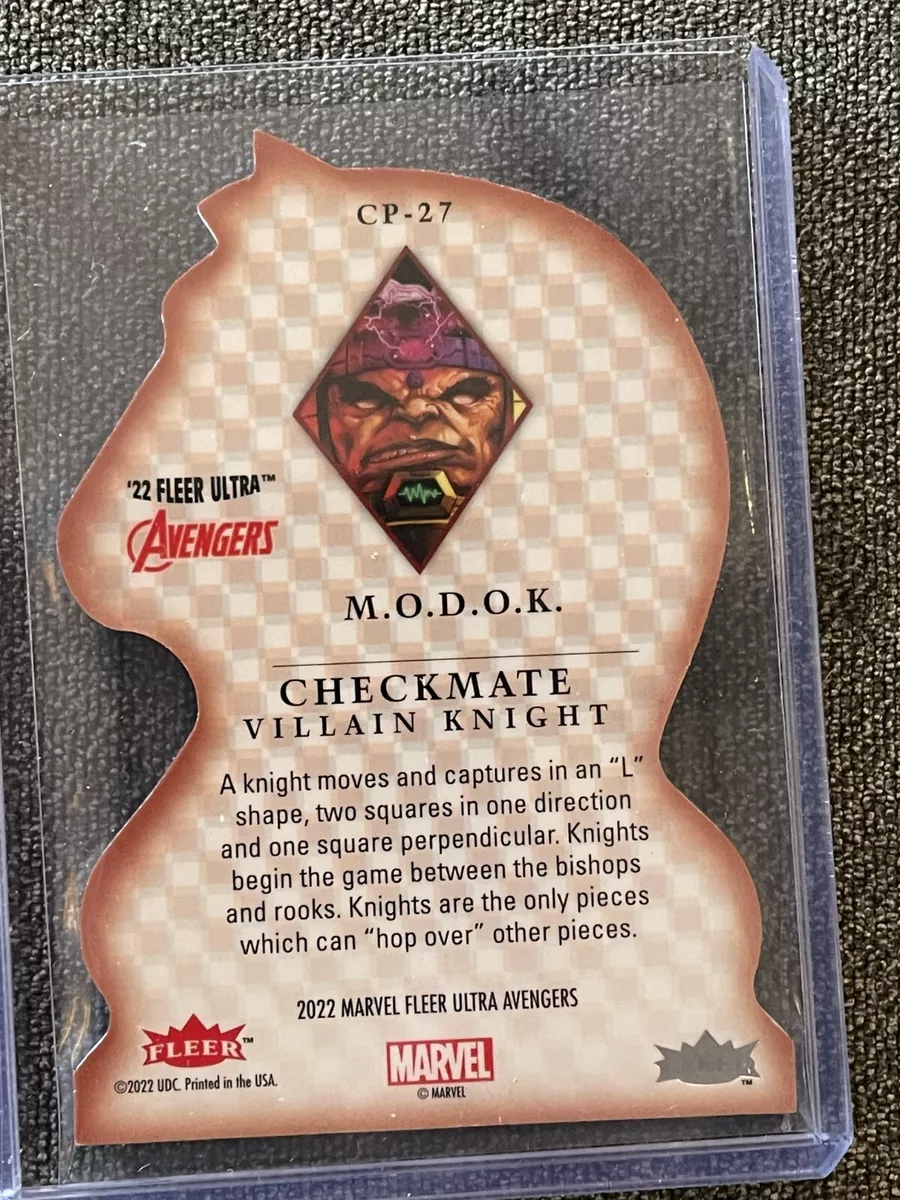 CP-27
'22 FLEER ULTRA™
AVENGERS
M.O.D.O.K.
CHECKMATE
VILLAIN KNIGHT
A knight moves and captures in an “L”
shape, two squares in one direction
and one square perpendicular. Knights
begin the game between the bishops
and rooks. Knights are the only pieces
which can “hop over” other pieces.
2022 MARVEL FLEER ULTRA AVENGERS
FLEER™
©2022 UDC. Printed in the USA.
MARVEL
© MARVEL
TM